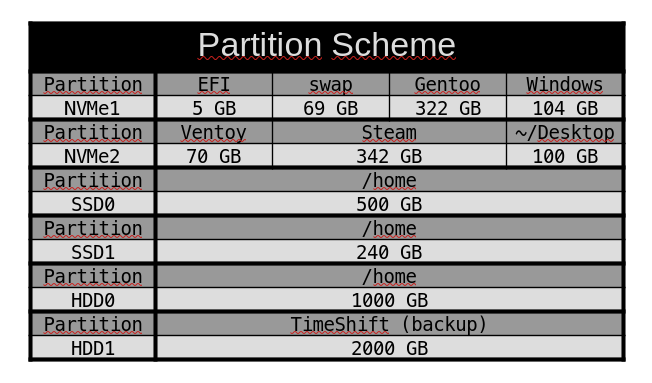 Partition Scheme
Partition EFI swap Gentoo Windows
NVMe1 5 GB 69 GB 322 GB 104 GB
Partition Ventoy Steam ~/Desktop
NVMe2 70 GB 342 GB 100 GB
Partition /home
SSD0 500 GB
Partition /home
SSD1 240 GB
Partition /home
HDD0 1000 GB
Partition TimeShift (backup)
HDD1 2000 GB